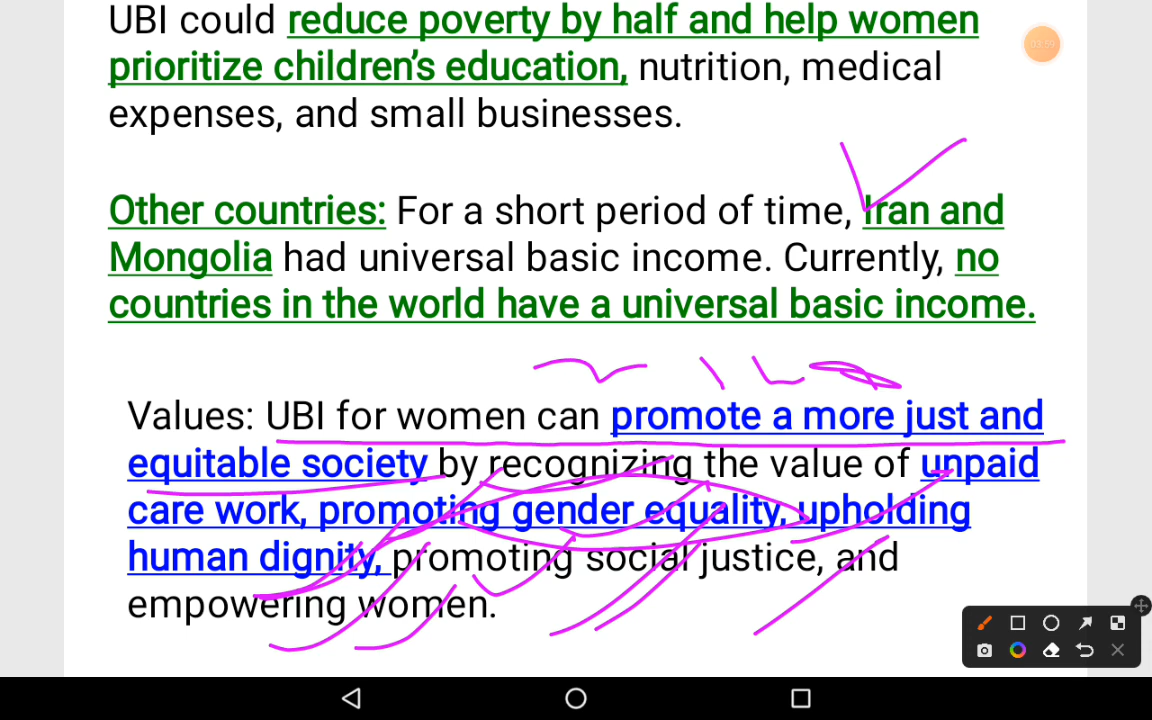 UBI could reduce poverty by half and help women
prioritize children’s education, nutrition, medical
expenses, and small businesses.
03:59
Other countries: For a short period of time, Iran and
Mongolia had universal basic income. Currently, no
countries in the world have a universal basic income.
Values: UBI for women can promote a more just and
equitable society by recognizing the value of unpaid
care work, promoting gender equality, upholding
human dignity, promoting social justice, and
empowering women.